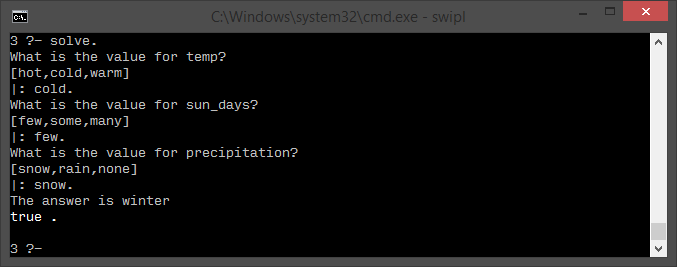 C:\Windows\system32\cmd.exe - swipl
3 ?- solve.
What is the value for temp?
[hot,cold,warm]
|: cold.
What is the value for sun_days?
[few,some,many]
|: few.
What is the value for precipitation?
[snow,rain,none]
|: snow.
The answer is winter
true .
3 ?-